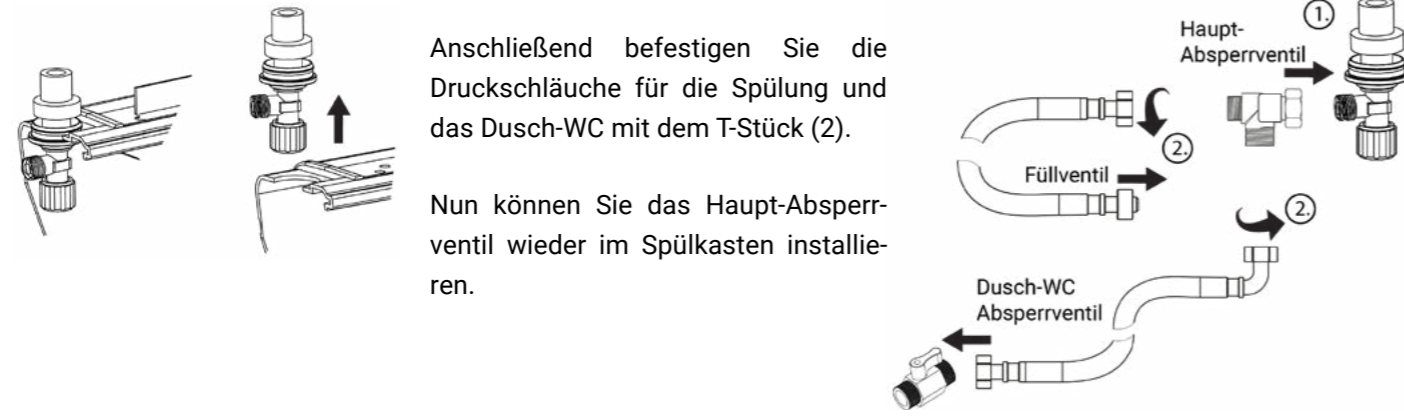 Anschließend befestigen Sie die
Druckschläuche für die Spülung und
das Dusch-WC mit dem T-Stück (2).
Nun können Sie das Haupt-Absperr-
ventil wieder im Spülkasten installie-
ren.
1.
Haupt-
Absperrventil
2.
Füllventil
2.
Dusch-WC
Absperrventil